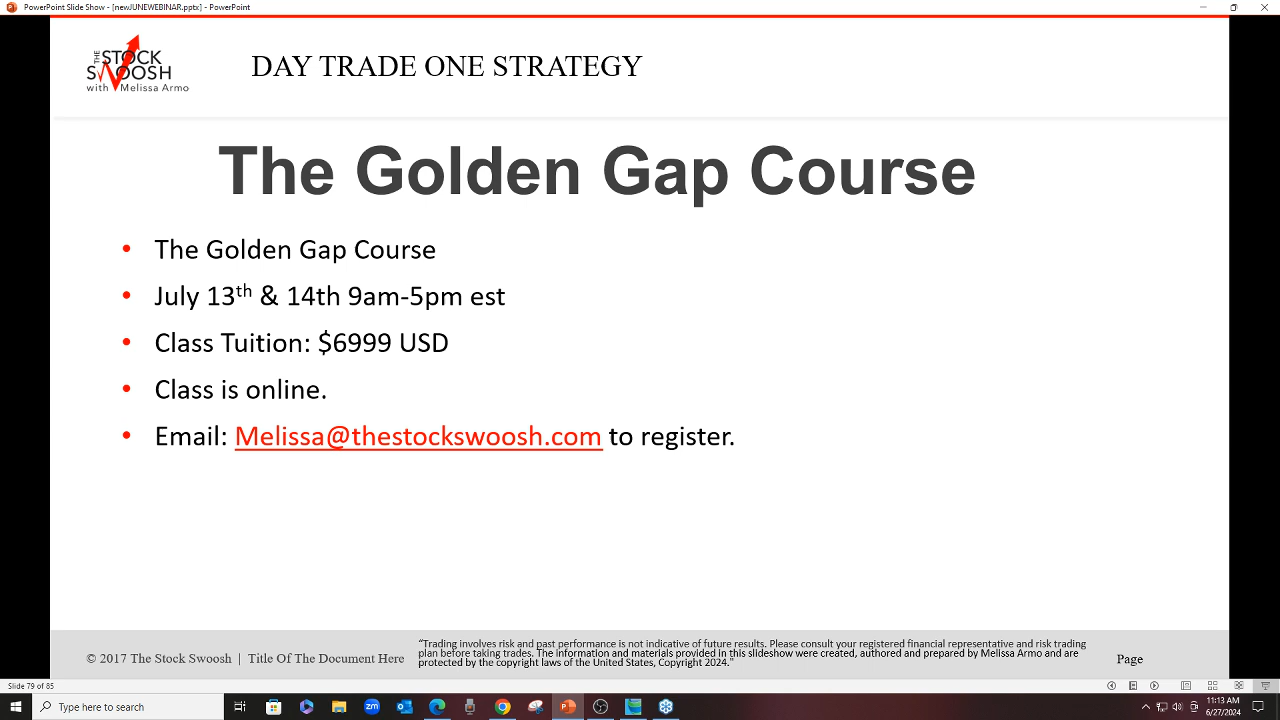 PowerPoint Slide Show - [newJUNEWEBINAR.pptx] - PowerPoint
THE STOCK
SWOOSH
with Melissa Armo
DAY TRADE ONE STRATEGY
The Golden Gap Course
• The Golden Gap Course
• July 13th & 14th 9am-5pm est
• Class Tuition: $6999 USD
• Class is online.
• Email: Melissa@thestockswoosh.com to register.
© 2017 The Stock Swoosh | Title Of The Document Here
"Trading involves risk and past performance is not indicative of future results. Please consult your registered financial representative and risk trading
plan before taking trades. The information and materials provided in this slideshow were created, authored and prepared by Melissa Armo and are
protected by the copyright laws of the United States, Copyright 2024."
Page
Slide 79 of 85
Type here to search
zm
11:13 AM
6/27/2024